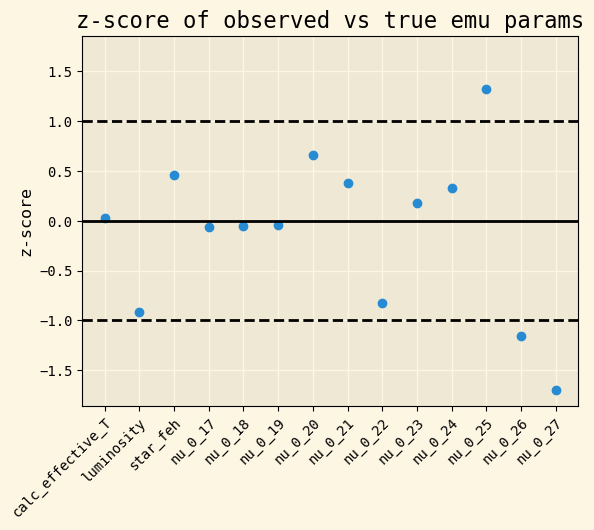 z-score of observed vs true emu params
z-score
1.5
1.0
0.5
0.0
−0.5
−1.0
−1.5
calc_effective_T
luminosity
star_feh
nu_0_17
nu_0_18
nu_0_19
nu_0_20
nu_0_21
nu_0_22
nu_0_23
nu_0_24
nu_0_25
nu_0_26
nu_0_27